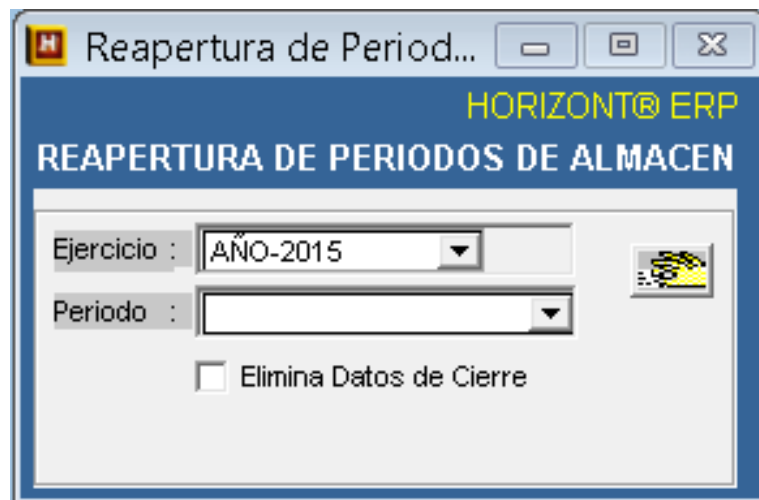 Reapertura de Period...
HORIZONT® ERP
REAPERTURA DE PERIODOS DE ALMACEN
Ejercicio : AÑO-2015
Periodo :
Elimina Datos de Cierre